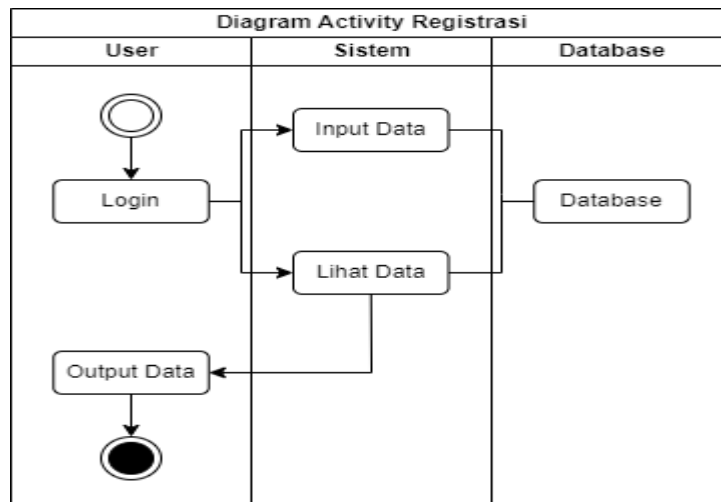 Diagram Activity Registrasi
User
Sistem
Database
Input Data
Login
Database
Lihat Data
Output Data